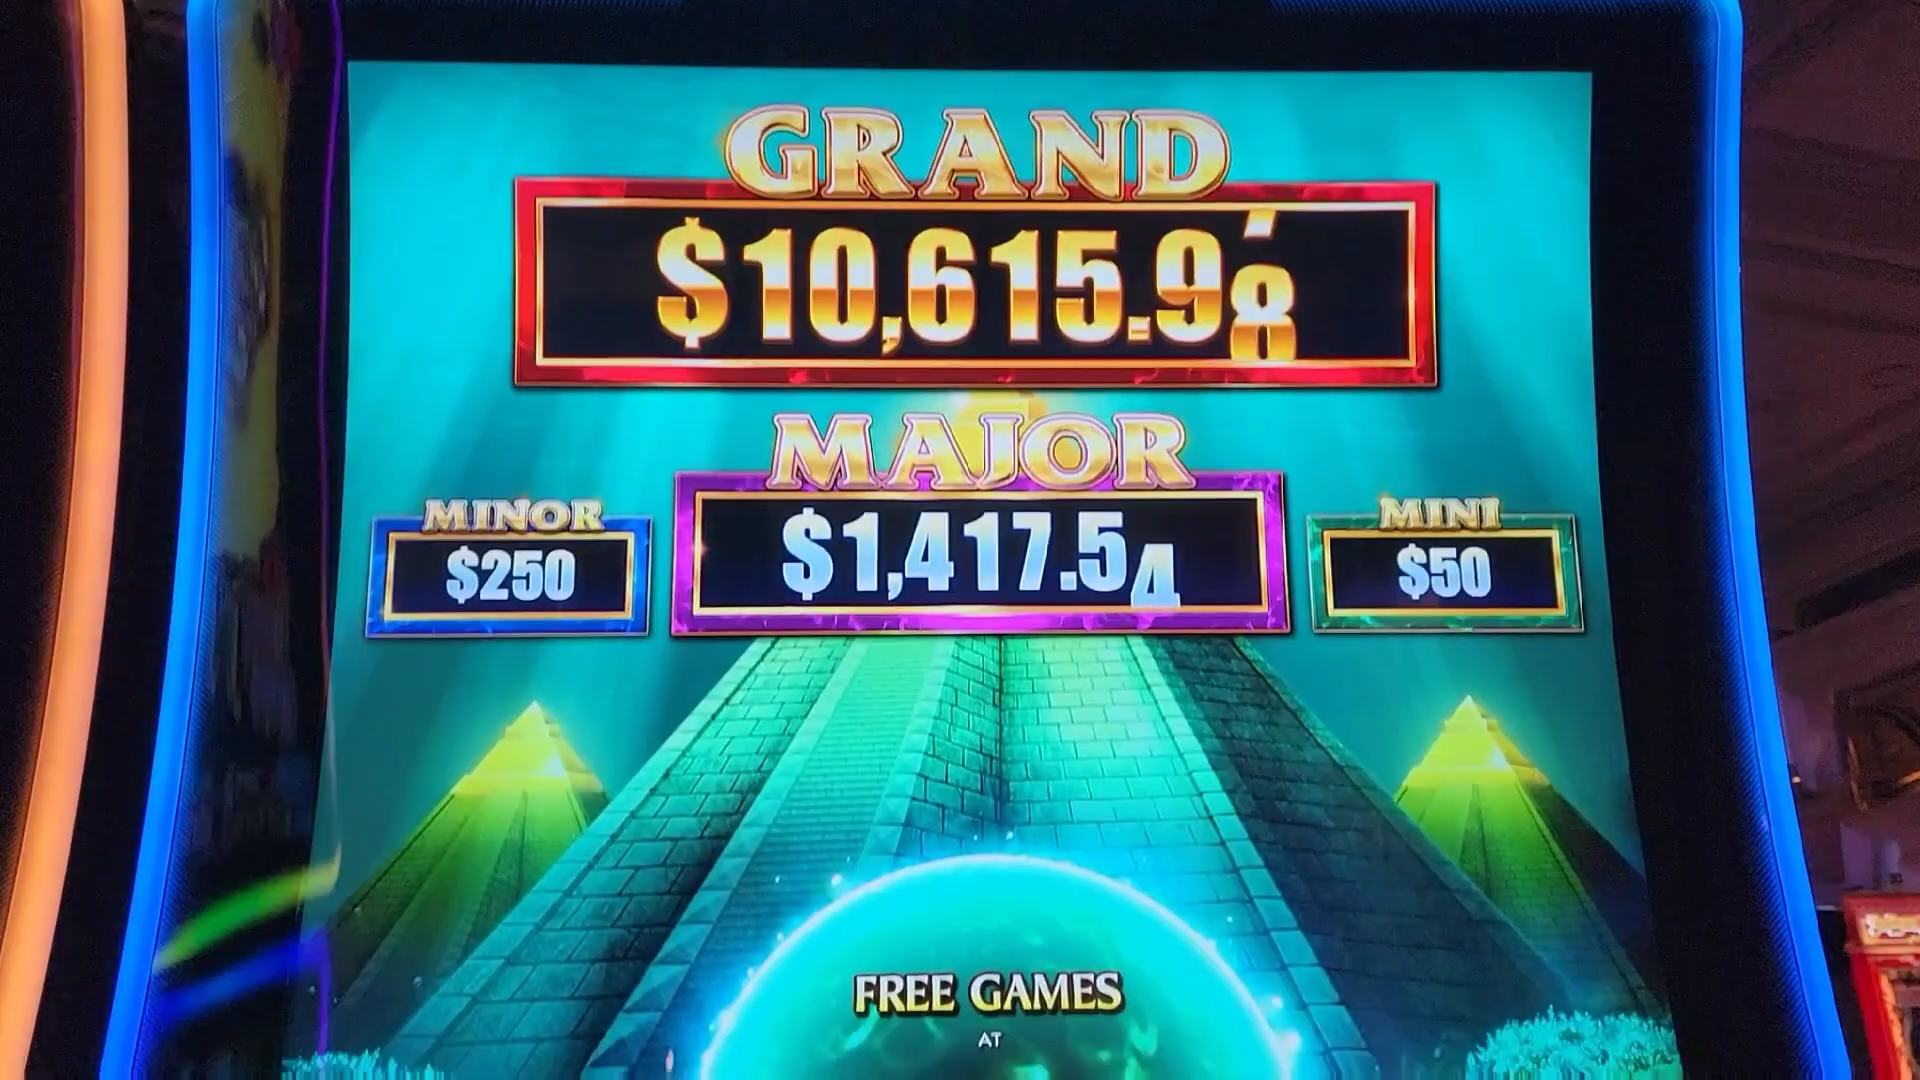 GRAND
$10,615.98
MAJOR
MINOR
MINI
$1,417.54
$250
$50
FREE GAMES
AT